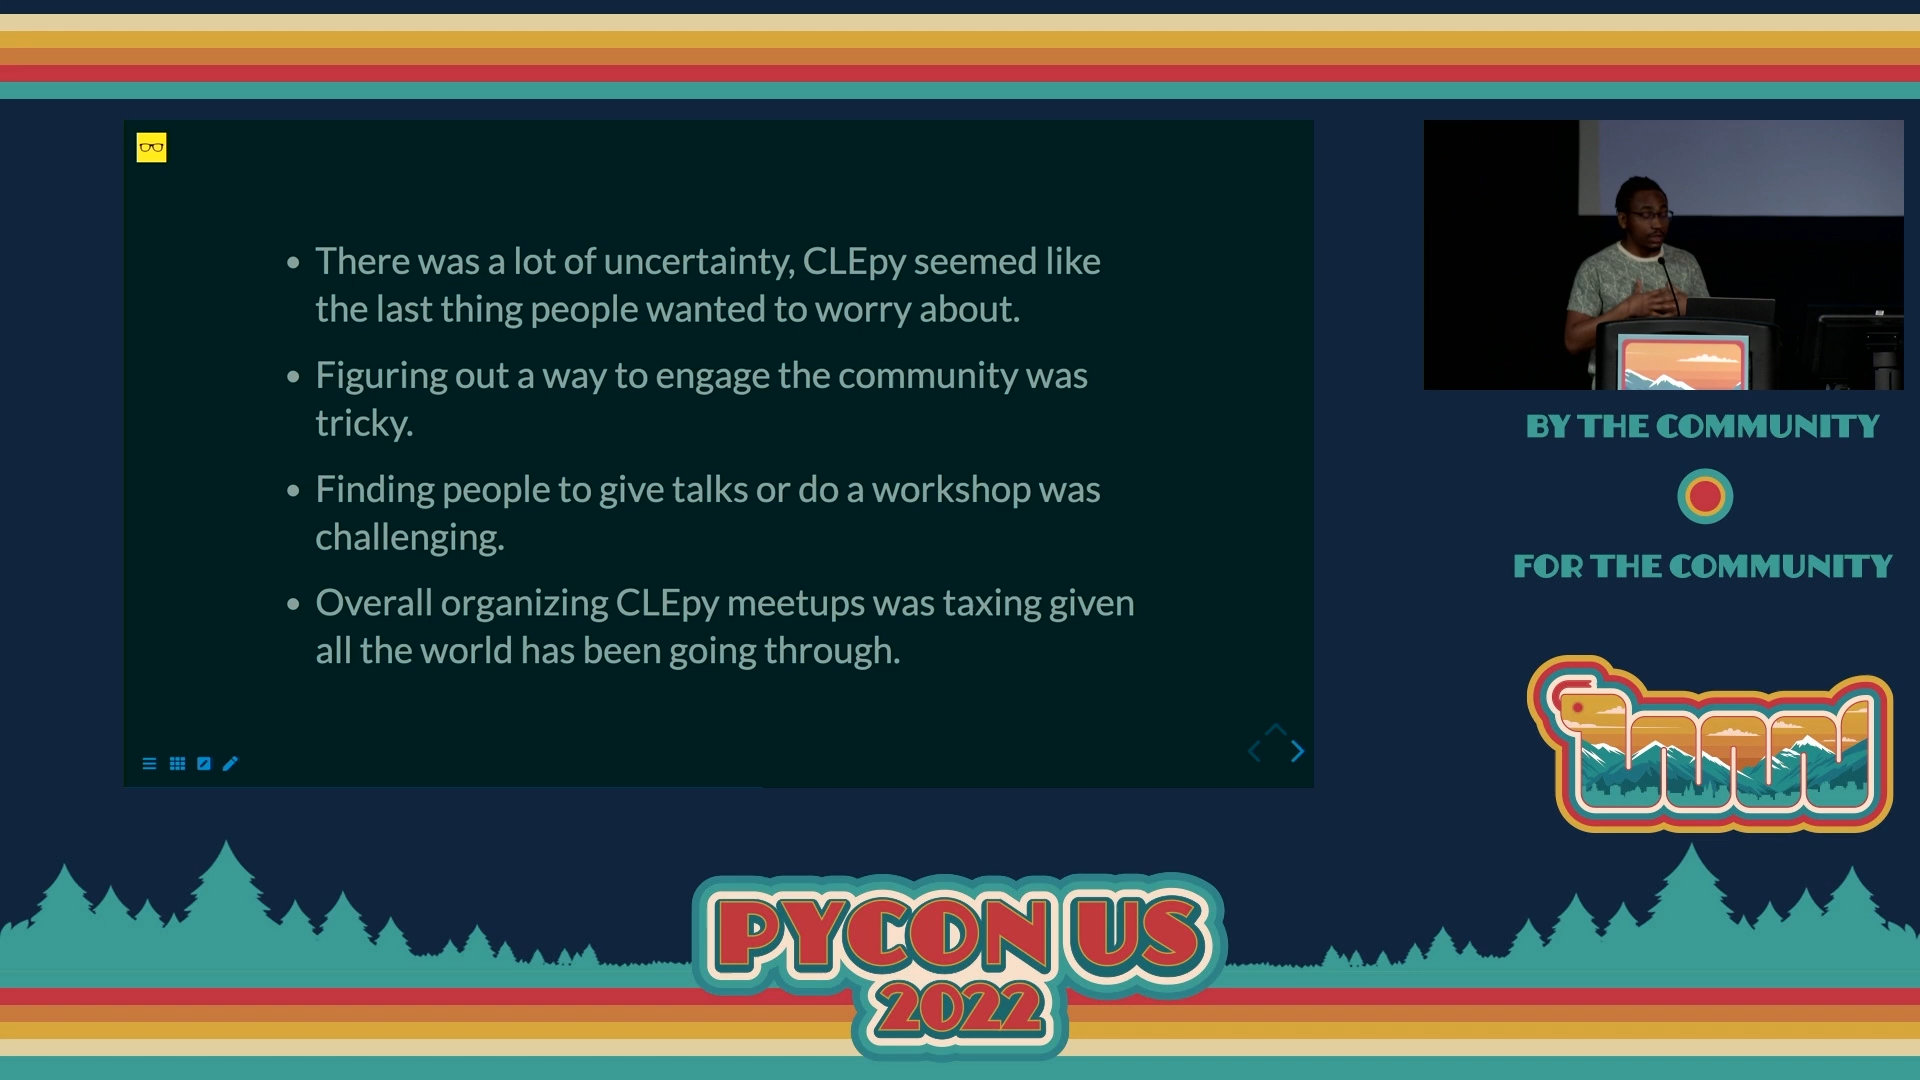 • There was a lot of uncertainty, CLEpy seemed like
the last thing people wanted to worry about.
• Figuring out a way to engage the community was
tricky.
• Finding people to give talks or do a workshop was
challenging.
• Overall organizing CLEpy meetups was taxing given
all the world has been going through.
BY THE COMMUNITY
FOR THE COMMUNITY
PYCON US
2022